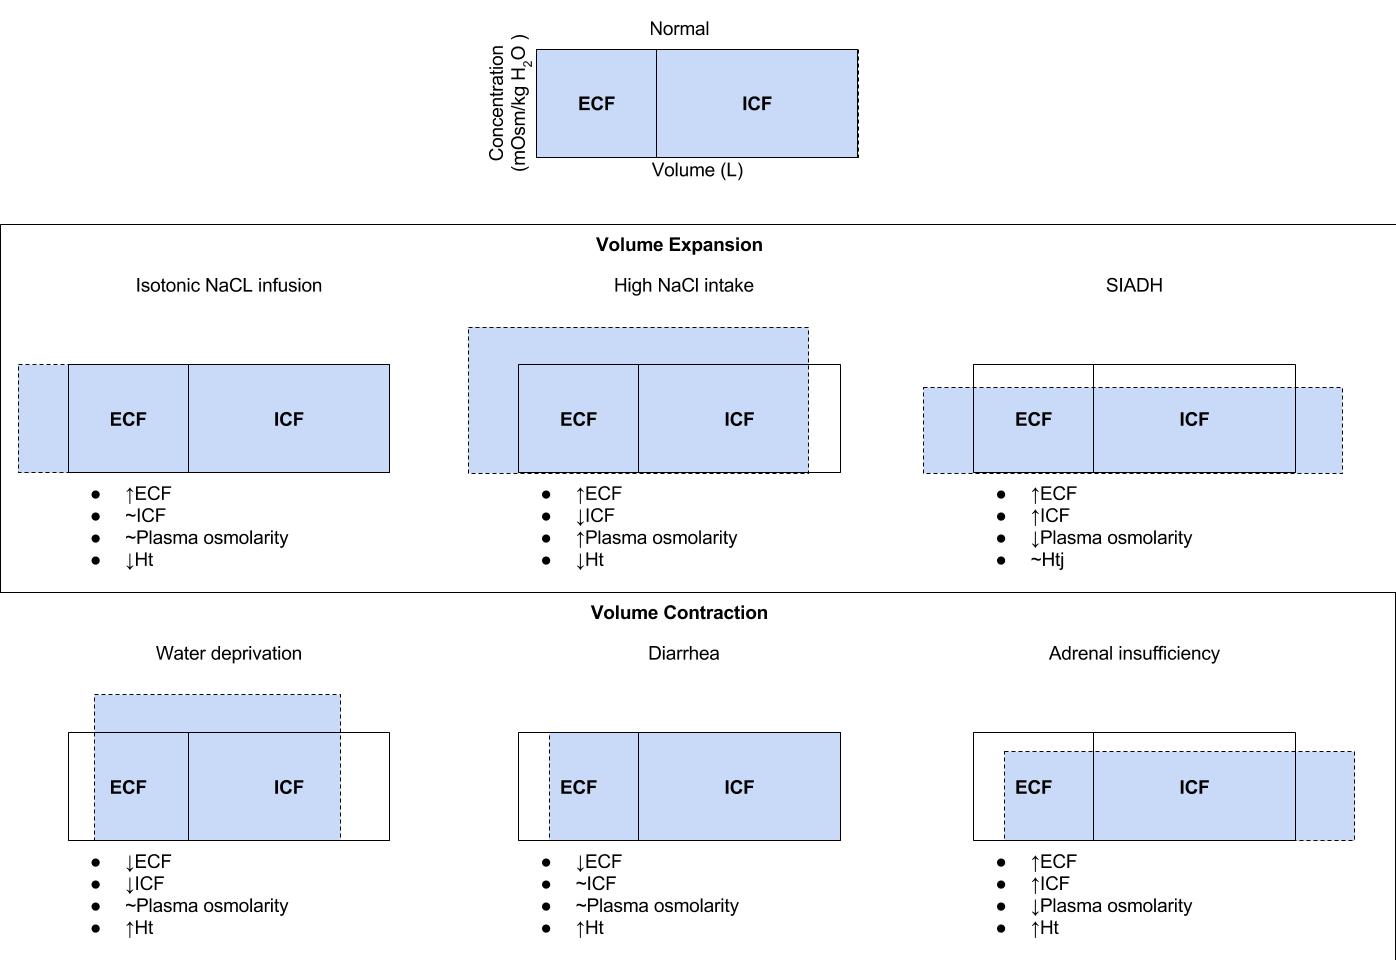 Normal
Concentration
(mOsm/kg H2O )
ECF
ICF
Volume (L)
Volume Expansion
Isotonic NaCL infusion
ECF
ICF
● ↑ECF
● ~ICF
● ~Plasma osmolarity
● ↓Ht
High NaCl intake
ECF
ICF
● ↑ECF
● ↓ICF
● ↑Plasma osmolarity
● ↓Ht
SIADH
ECF
ICF
● ↑ECF
● ↑ICF
● ↓Plasma osmolarity
● ~Htj
Volume Contraction
Water deprivation
ECF
ICF
● ↓ECF
● ↓ICF
● ~Plasma osmolarity
● ↑Ht
Diarrhea
ECF
ICF
● ↓ECF
● ~ICF
● ~Plasma osmolarity
● ↑Ht
Adrenal insufficiency
ECF
ICF
● ↑ECF
● ↑ICF
● ↓Plasma osmolarity
● ↑Ht